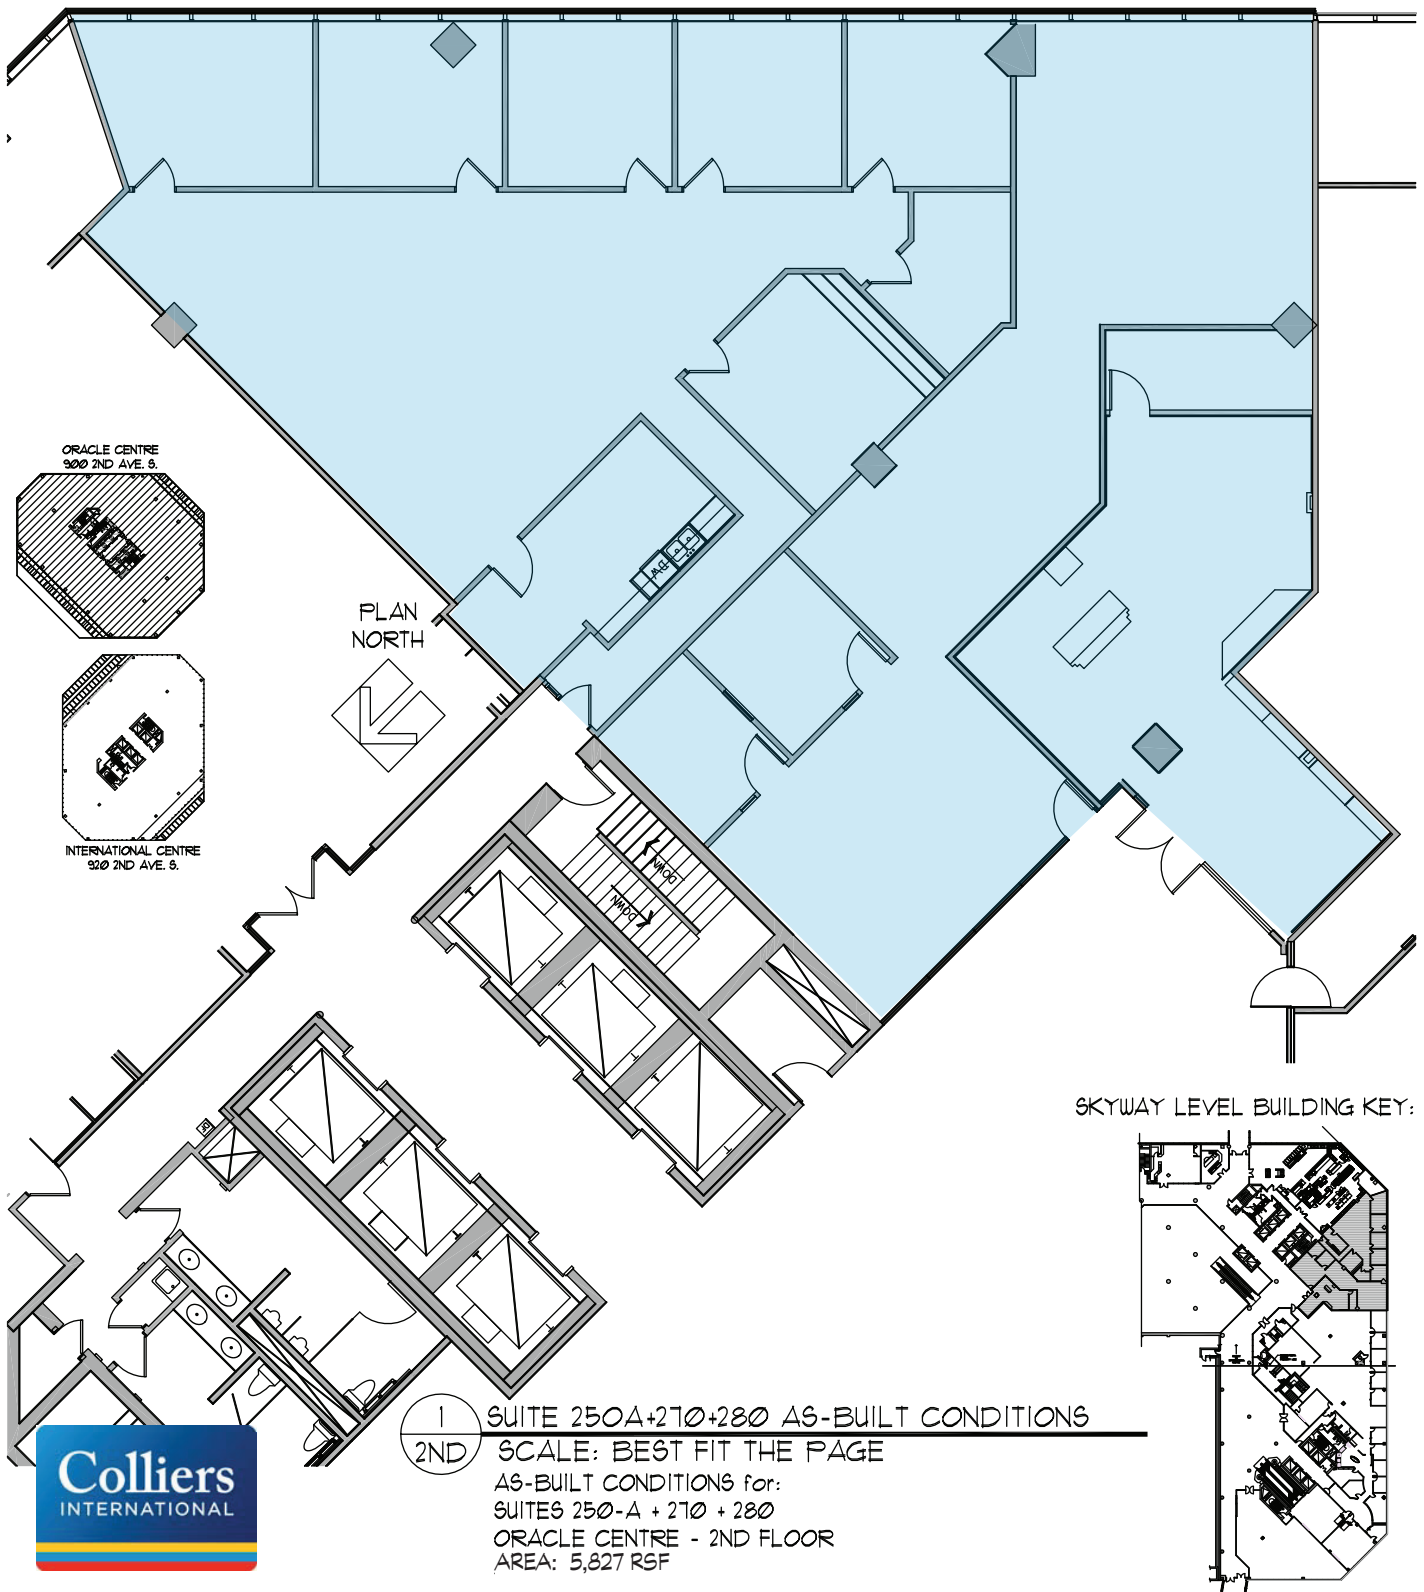 ORACLE CENTRE
900 2ND AVE. S.
PLAN
NORTH
DW
INTERNATIONAL CENTRE
920 2ND AVE. S.
DOWN
DOWN
SKYWAY LEVEL BUILDING KEY:
DF
1
2ND
SUITE 250A+270+280 AS-BUILT CONDITIONS
SCALE: BEST FIT THE PAGE
AS-BUILT CONDITIONS for:
SUITES 250-A + 270 + 280
ORACLE CENTRE - 2ND FLOOR
AREA: 5,827 RSF
Colliers
INTERNATIONAL